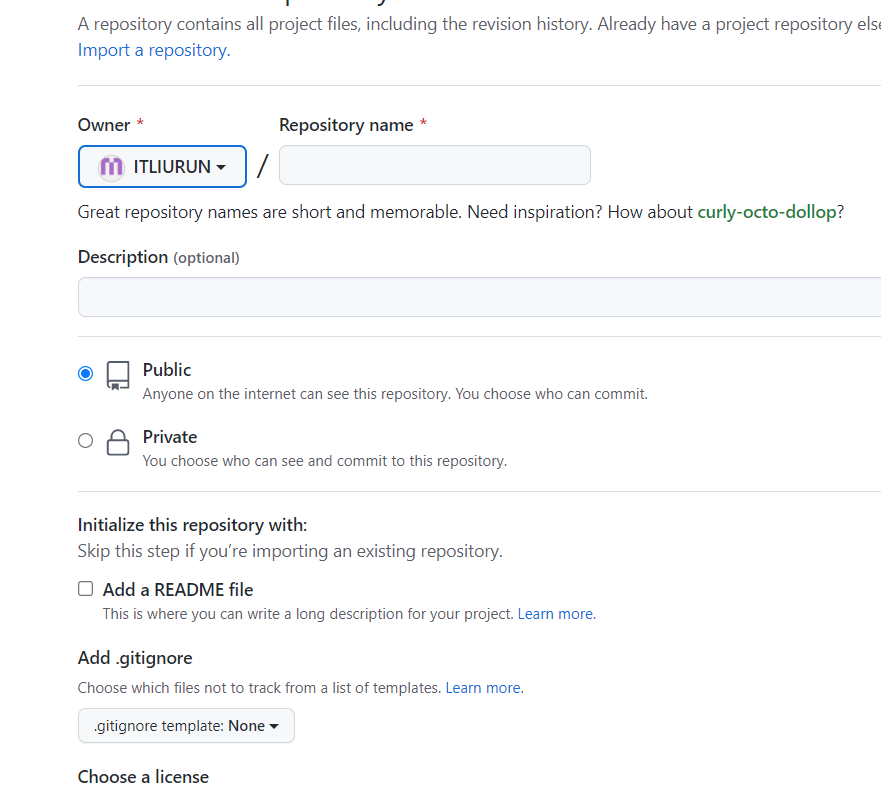 A repository contains all project files, including the revision history. Already have a project repository else
Import a repository.
Owner *
Repository name *
ITLIURUN
/
Great repository names are short and memorable. Need inspiration? How about curly-octo-dollop?
Description (optional)
Public
Anyone on the internet can see this repository. You choose who can commit.
Private
You choose who can see and commit to this repository.
Initialize this repository with:
Skip this step if you’re importing an existing repository.
Add a README file
This is where you can write a long description for your project. Learn more.
Add .gitignore
Choose which files not to track from a list of templates. Learn more.
.gitignore template: None
Choose a license